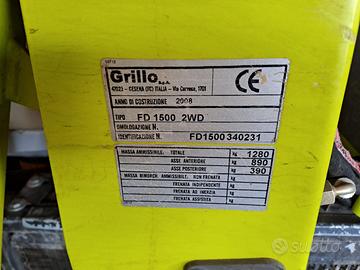 Grillo S.p.A.
47023 - CESENA (FC) ITALIA - Via Cervese, 1701
CE
ANNO DI COSTRUZIONE 2008
TIPO FD 1500 2WD
OMOLOGAZIONE N.
IDENTIFICAZIONE N. FD1500340231
MASSA AMMISSIBILE. TOTALE kg 1280
ASSE ANTERIORE kg 890
ASSE POSTERIORE kg 390
MASSA RIMORCH. AMMISSIBILE. NON FRENATA kg
FRENATA INDIPENDENTE kg
FRENATA AD INERZIA kg
FRENATA ASSISTITA kg
subito